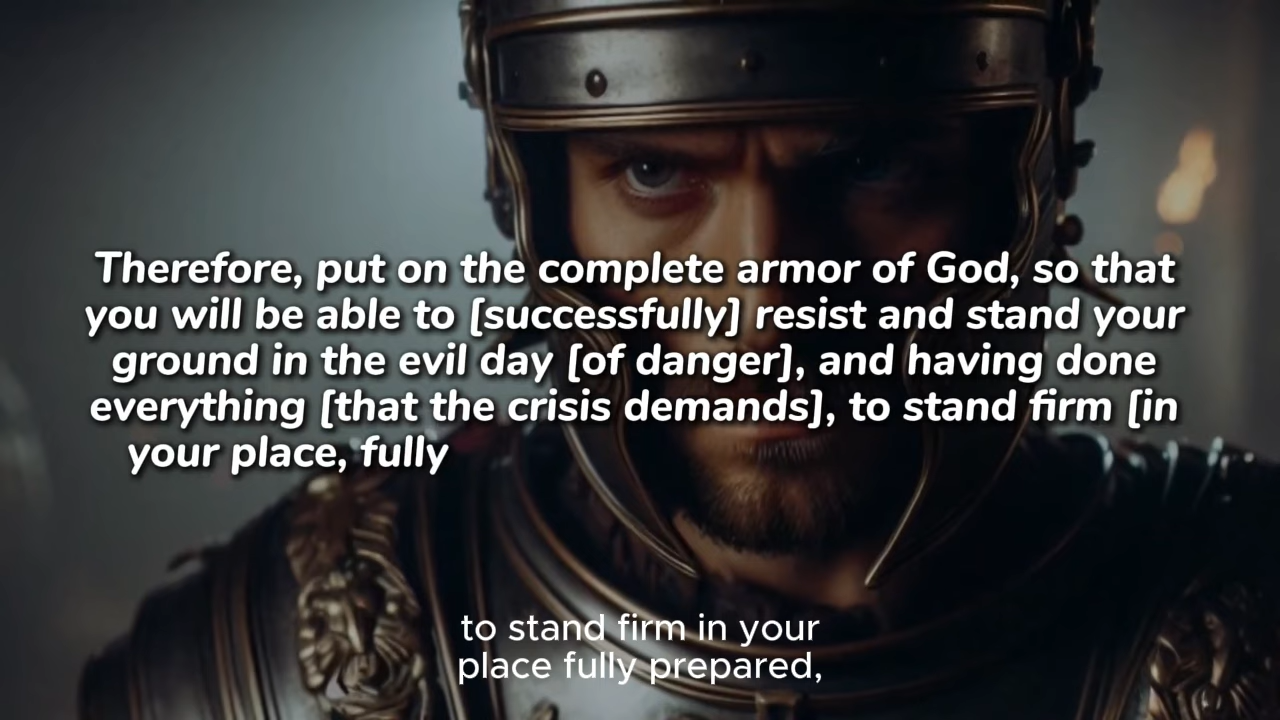 Therefore, put on the complete armor of God, so that
you will be able to [successfully] resist and stand your
ground in the evil day [of danger], and having done
everything [that the crisis demands], to stand firm [in
your place, fully
to stand firm in your
place fully prepared,